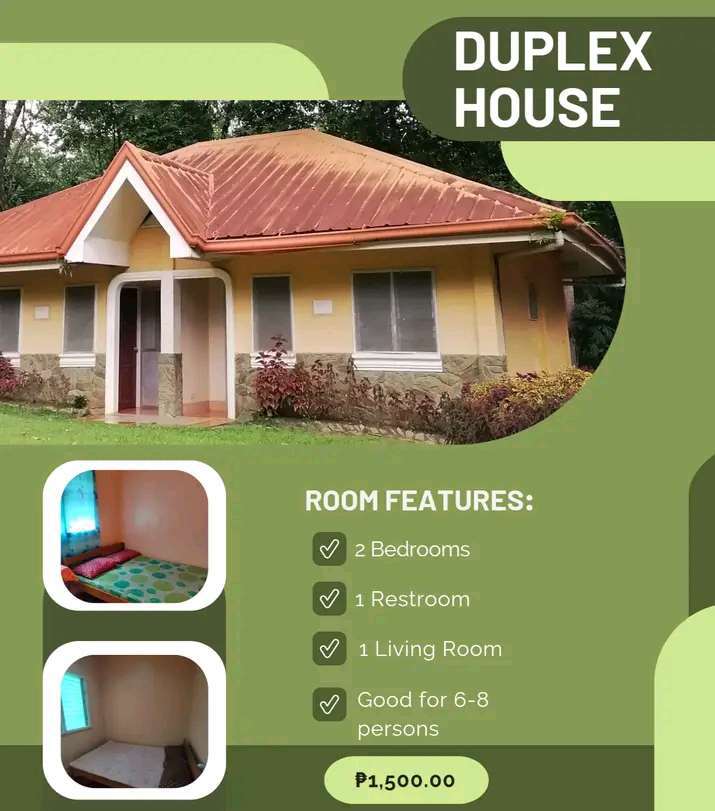 DUPLEX
HOUSE
ROOM FEATURES:
2 Bedrooms
1 Restroom
1 Living Room
Good for 6-8
persons
₱1,500.00